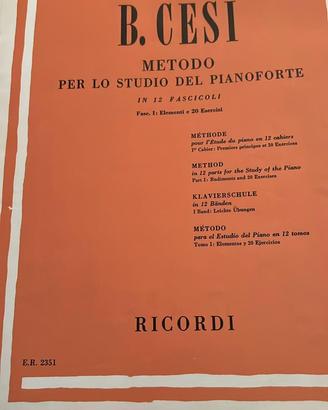 B. CESI
METODO
PER LO STUDIO DEL PIANOFORTE
IN 12 FASCICOLI
Fasc. I: Elementi e 20 Esercizi
MÉTHODE
pour l'Étude du piano en 12 cahiers
1er Cahier: Premiers principes et 20 Exercises
METHOD
in 12 parts for the Study of the Piano
Part 1: Rudiments and 20 Exercises
KLAVIERSCHULE
in 12 Bänden
I Band: Leichte Übungen
MÉTODO
para el Estudio del Piano en 12 tomos
Tomo 1: Elementos y 20 Ejercicios
RICORDI
E.R. 2351